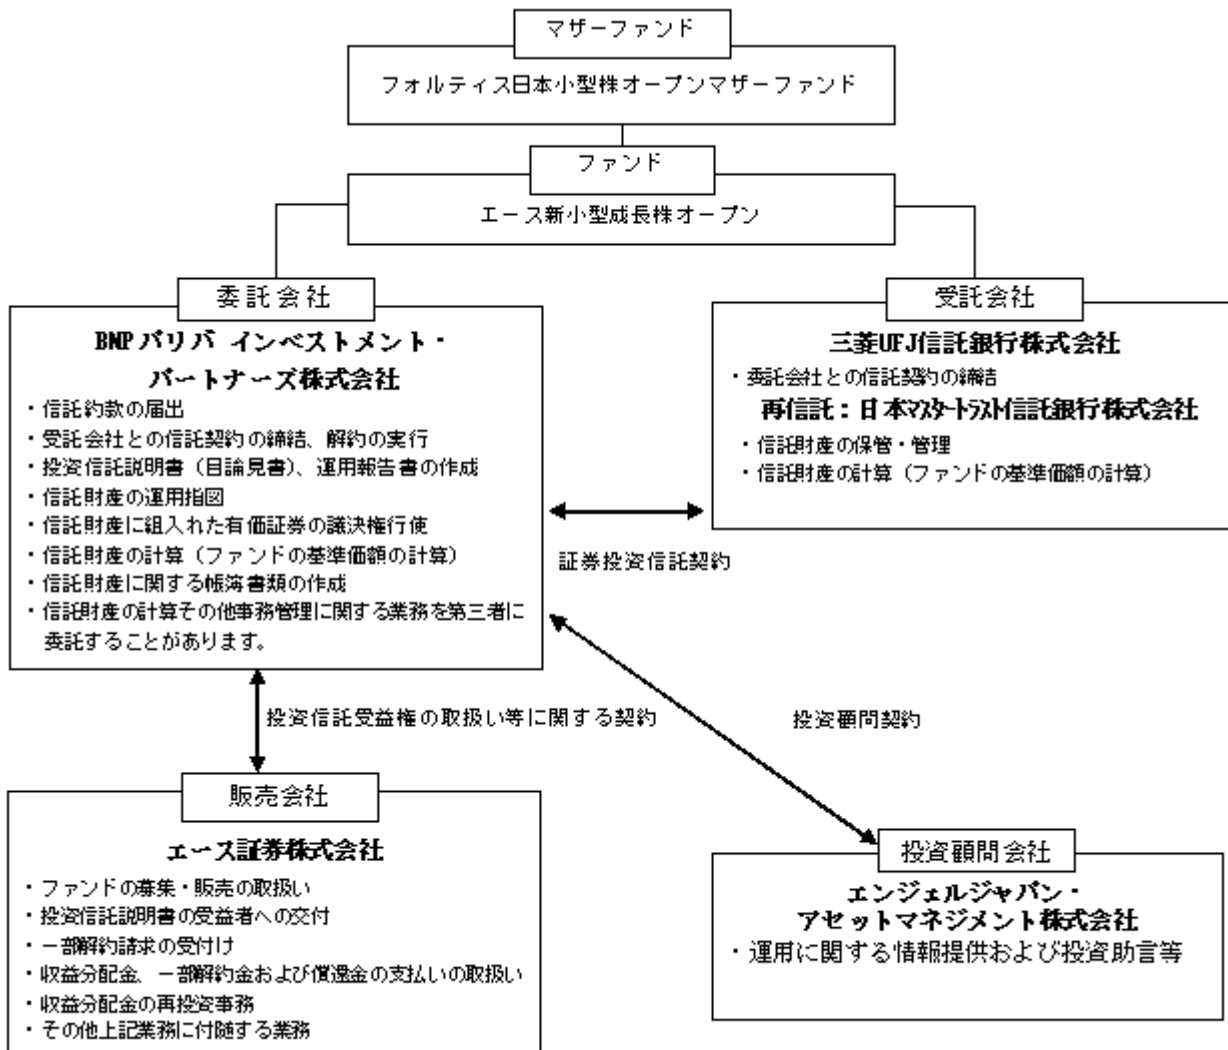 マザーファンド
フォルティス日本小型株オープンマザーファンド
ファンド
エース新小型成長株オープン
委託会社
BNPパリバ インベストメント・
パートナーズ株式会社
・信託約款の届出
・受託会社との信託契約の締結、解約の実行
・投資信託説明書（目論見書）、運用報告書の作成
・信託財産の運用指図
・信託財産に組入れた有価証券の議決権行使
・信託財産の計算（ファンドの基準価額の計算）
・信託財産に関する帳簿書類の作成
・信託財産の計算その他事務管理に関する業務を第三者に
委託することがあります。
受託会社
三菱UFJ信託銀行株式会社
・委託会社との信託契約の締結
再信託：日本マスタートラスト信託銀行株式会社
・信託財産の保管・管理
・信託財産の計算（ファンドの基準価額の計算）
証券投資信託契約
投資信託受益権の取扱い等に関する契約
投資顧問契約
販売会社
エース証券株式会社
・ファンドの募集・販売の取扱い
・投資信託説明書の受益者への交付
・一部解約請求の受付け
・収益分配金、一部解約金および償還金の支払いの取扱い
・収益分配金の再投資事務
・その他上記業務に付随する業務
投資顧問会社
エンジェルジャパン・
アセットマネジメント株式会社
・運用に関する情報提供および投資助言等